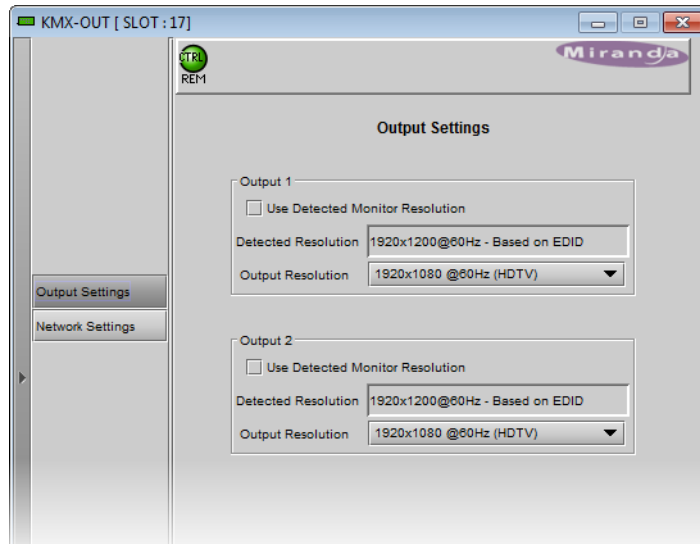 KMX-OUT [ SLOT : 17]
CTRL
REM
Miranda
Output Settings
Output 1
Use Detected Monitor Resolution
Detected Resolution 1920x1200@60Hz - Based on EDID
Output Resolution 1920x1080 @60Hz (HDTV)
Output Settings
Network Settings
Output 2
Use Detected Monitor Resolution
Detected Resolution 1920x1200@60Hz - Based on EDID
Output Resolution 1920x1080 @60Hz (HDTV)